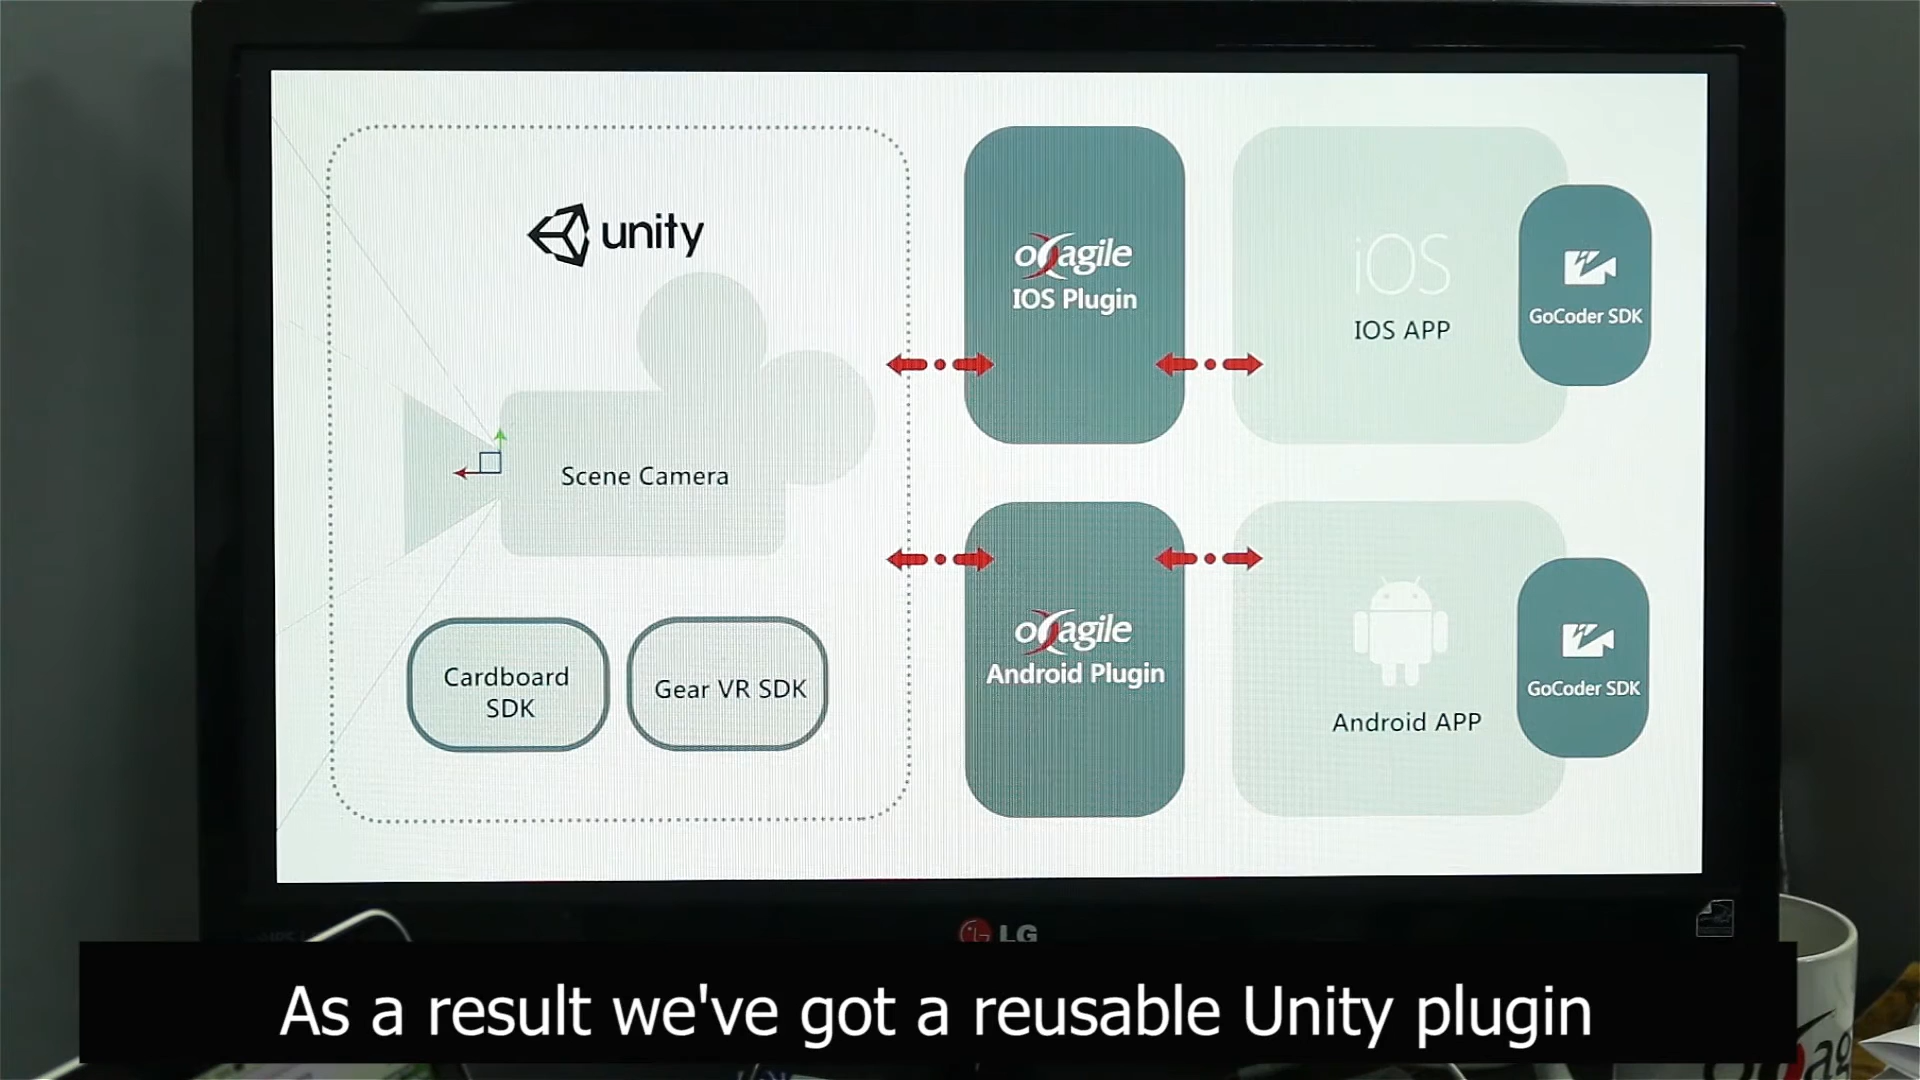 unity
Scene Camera
Cardboard
SDK
Gear VR SDK
oxagile
IOS Plugin
iOS
IOS APP
GoCoder SDK
oxagile
Android Plugin
Android APP
GoCoder SDK
LG
As a result we've got a reusable Unity plugin